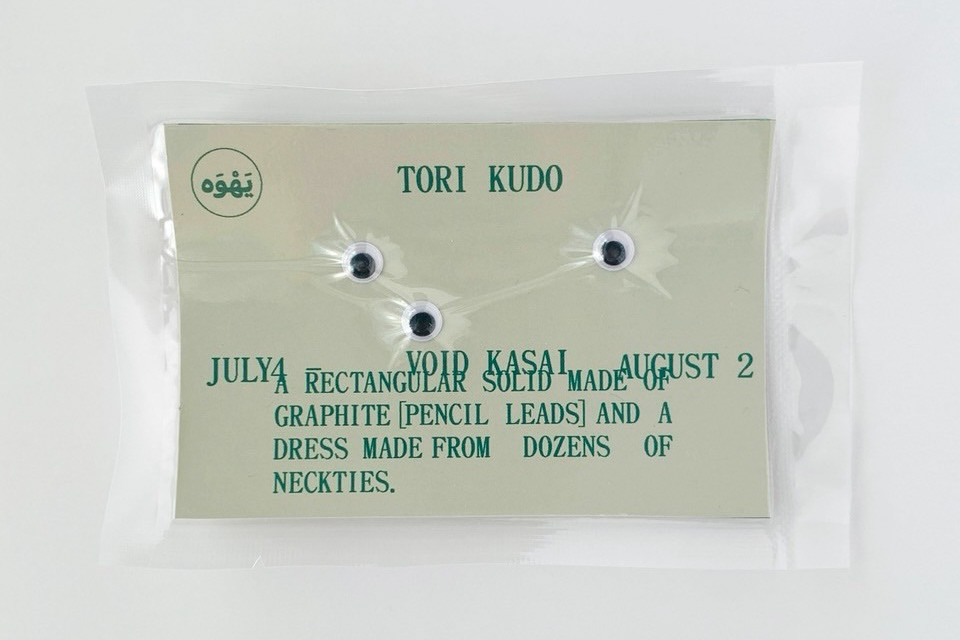 يَهْوَه
TORI KUDO
JULY4 – VOID KASAI AUGUST 2
A RECTANGULAR SOLID MADE OF
GRAPHITE [PENCIL LEADS] AND A
DRESS MADE FROM DOZENS OF
NECKTIES.